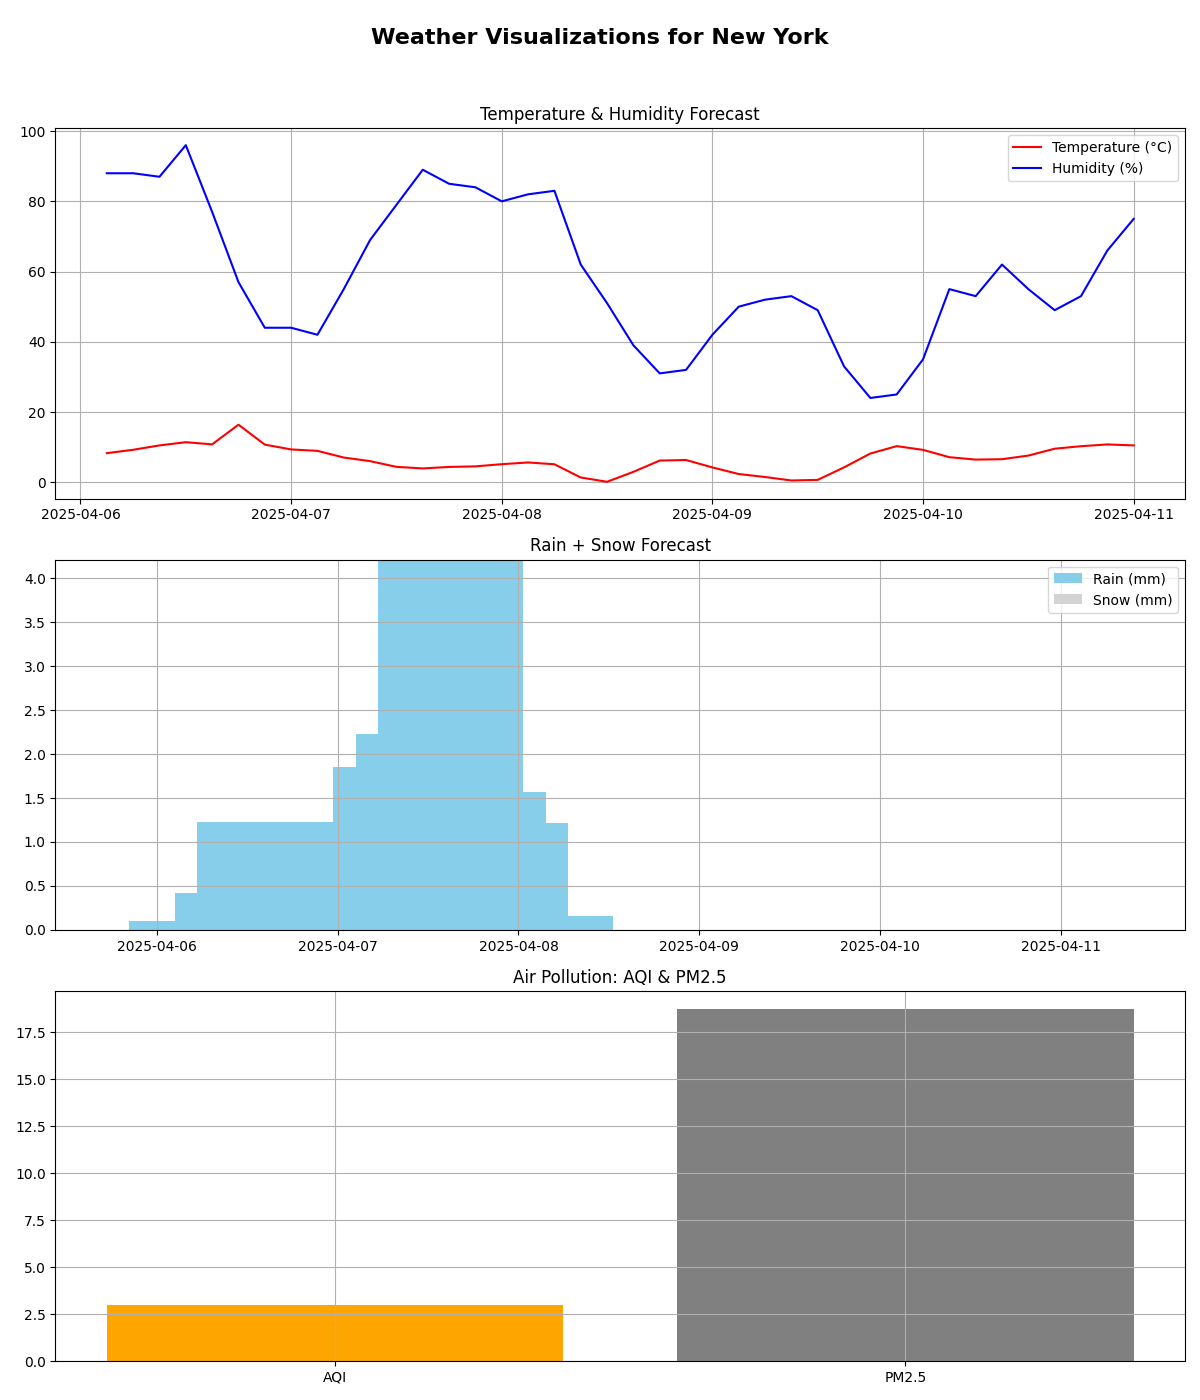 Weather Visualizations for New York
Temperature & Humidity Forecast
100
80
60
40
20
0
Temperature (°C)
Humidity (%)
2025-04-06 2025-04-07 2025-04-08 2025-04-09 2025-04-10 2025-04-11
Rain + Snow Forecast
4.0
3.5
3.0
2.5
2.0
1.5
1.0
0.5
0.0
Rain (mm)
Snow (mm)
2025-04-06 2025-04-07 2025-04-08 2025-04-09 2025-04-10 2025-04-11
Air Pollution: AQI & PM2.5
17.5
15.0
12.5
10.0
7.5
5.0
2.5
0.0
AQI PM2.5